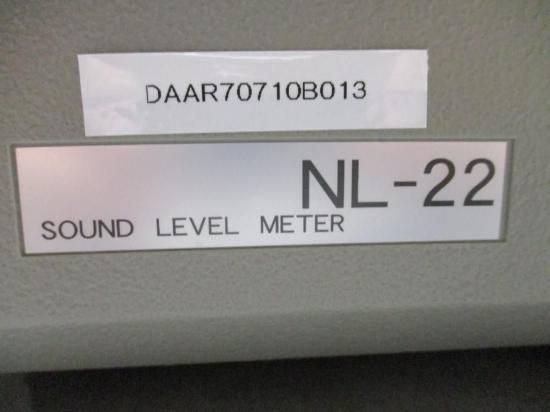 DAAR70710B013
NL-22
SOUND LEVEL METER